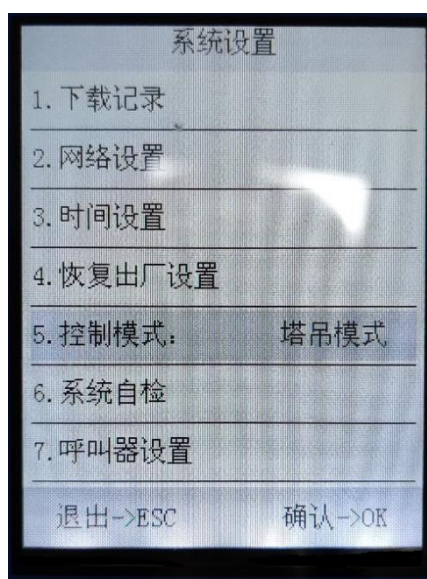 系统设置
1.下载记录
2.网络设置
3.时间设置
4.恢复出厂设置
5.控制模式： 塔吊模式
6.系统自检
7.呼叫器设置
退出->ESC 确认->OK